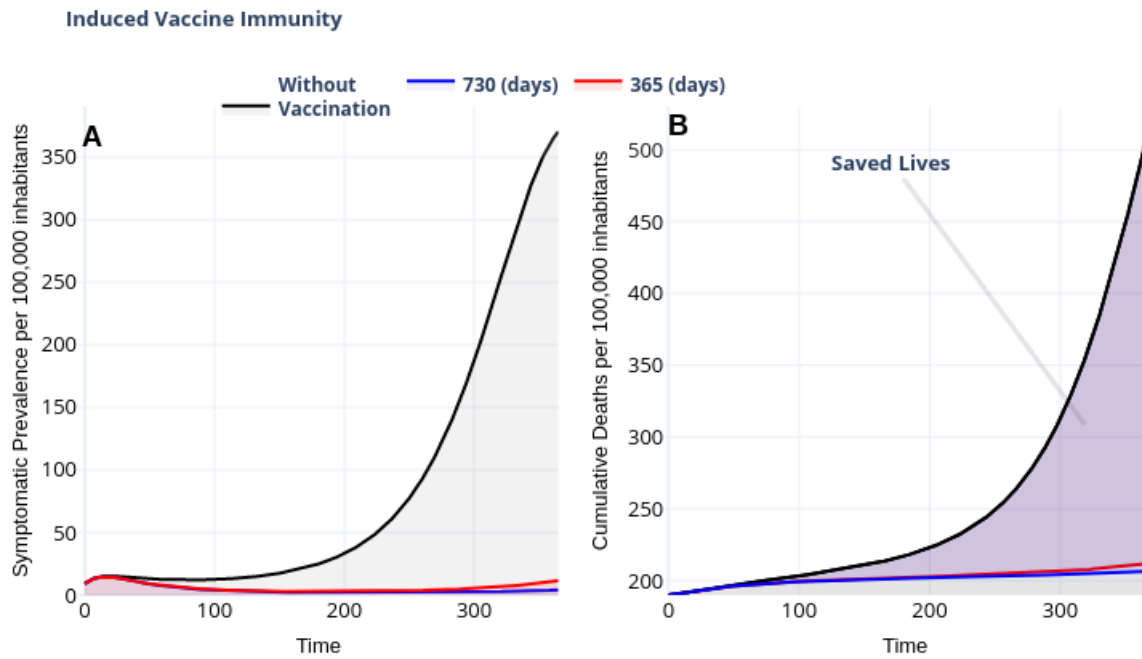 Induced Vaccine Immunity
Without
Vaccination
730 (days)
365 (days)
A
Symptomatic Prevalence per 100,000 inhabitants
350
300
250
200
150
100
50
0
0
100
200
300
Time
B
Saved Lives
Cumulative Deaths per 100,000 inhabitants
500
450
400
350
300
250
200
0
100
200
300
Time